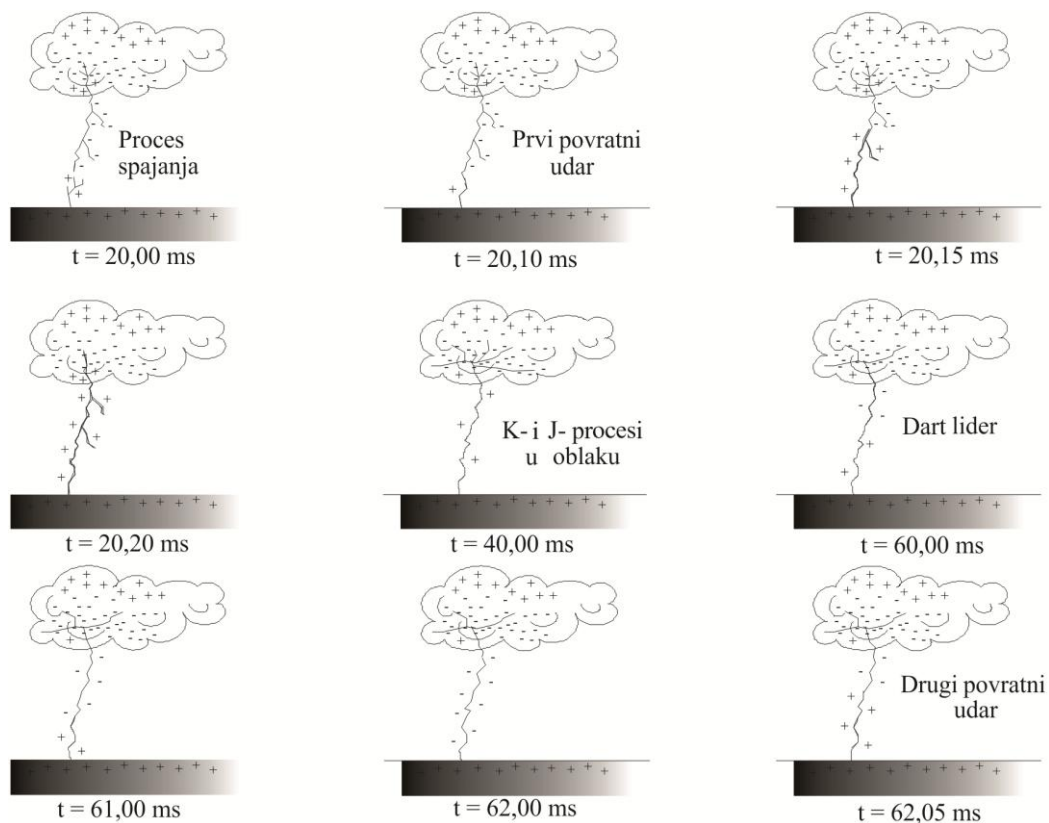 Proces
spajanja
t = 20,00 ms
Prvi povratni
udar
t = 20,10 ms
t = 20,15 ms
t = 20,20 ms
K- i J- procesi
u oblaku
t = 40,00 ms
Dart lider
t = 60,00 ms
t = 61,00 ms
t = 62,00 ms
Drugi povratni
udar
t = 62,05 ms